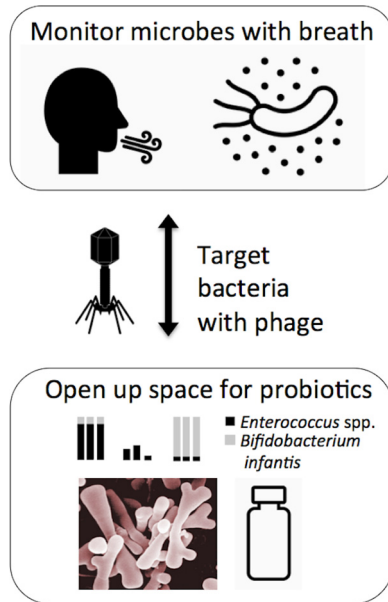 Monitor microbes with breath
Target
bacteria
with phage
Open up space for probiotics
Enterococcus spp.
Bifidobacterium
infantis